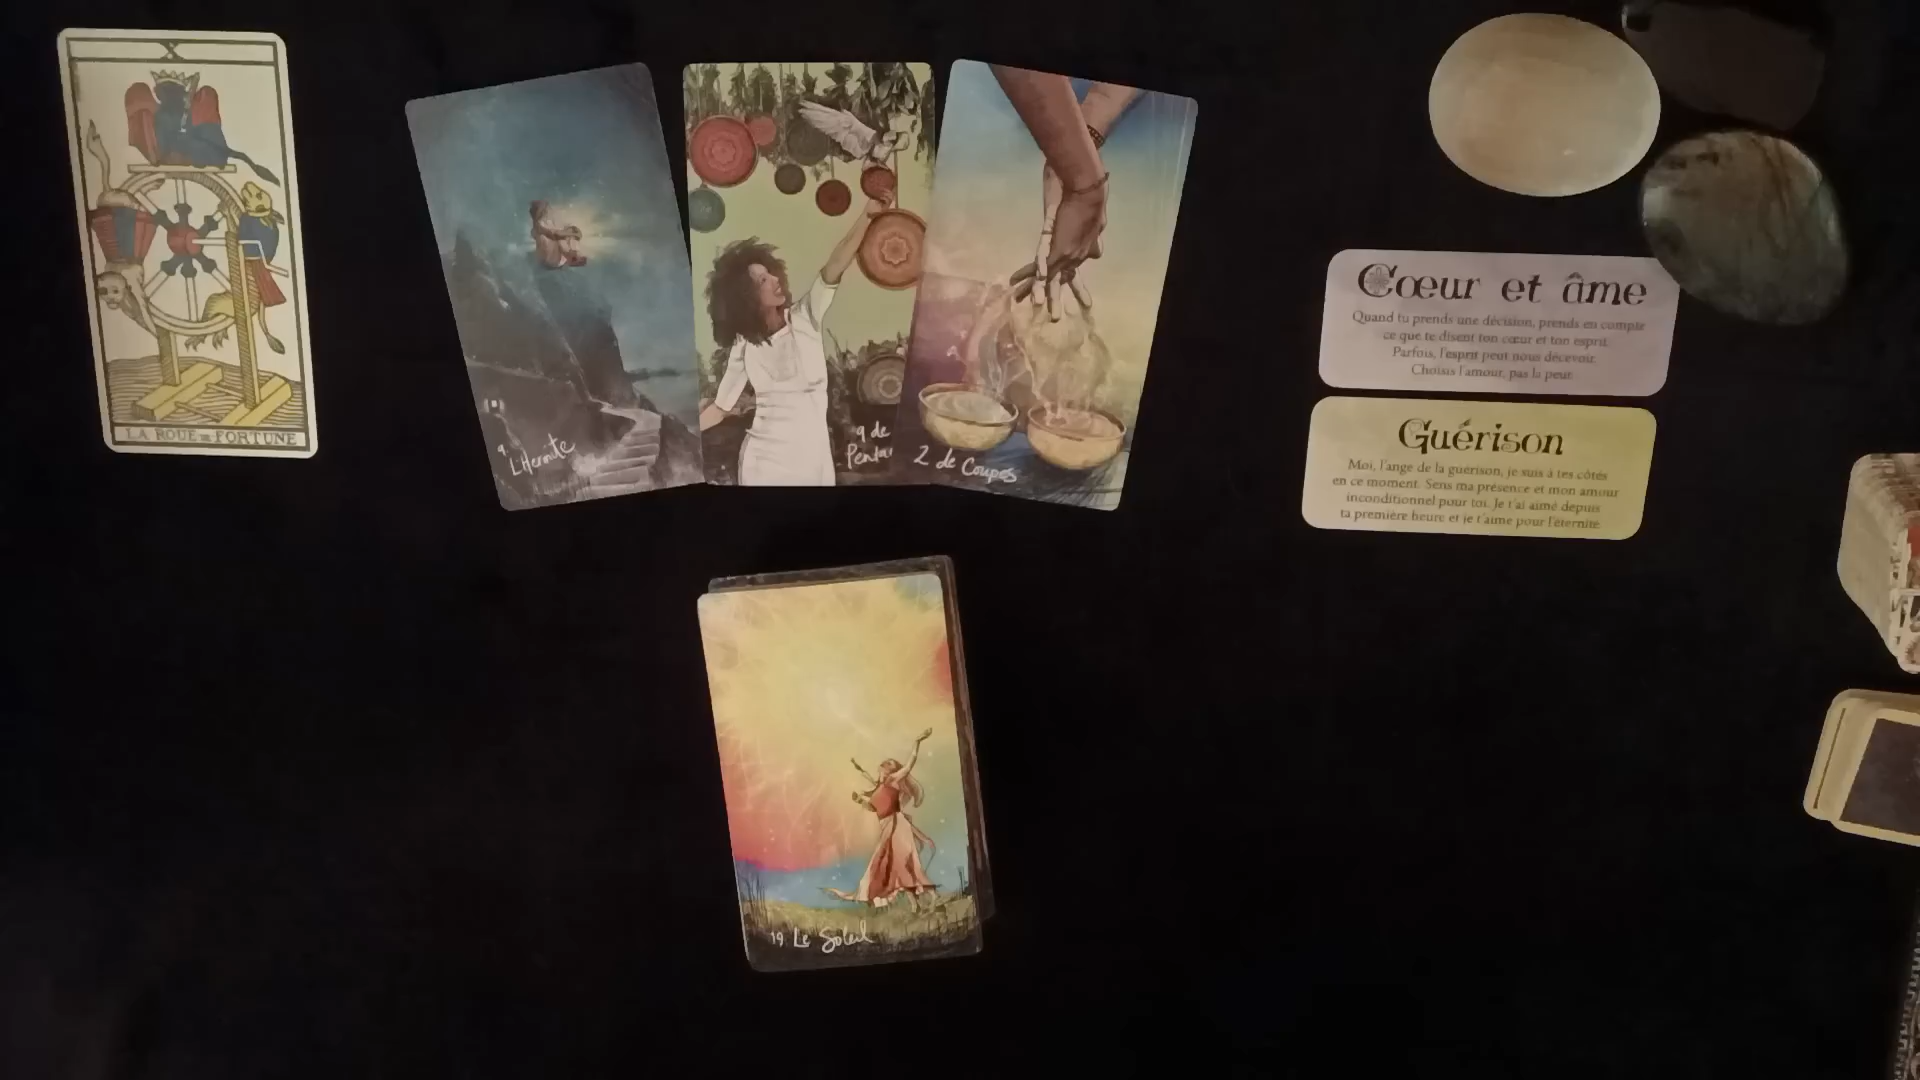 X
LA ROUE DE FORTUNE
9. L'Hermite
9 de
Penta
2 de Coupes
Cœur et âme
Quand tu prends une décision, prends en compte
ce que te disent ton cœur et ton esprit.
Parfois, l'esprit peut nous décevoir.
Choisis l'amour, pas la peur.
Guérison
Moi, l'ange de la guérison, je suis à tes côtés
en ce moment. Sens ma présence et mon amour
inconditionnel pour toi. Je t'ai aimé depuis
ta première heure et je t'aime pour l'éternité.
19 Le Soleil